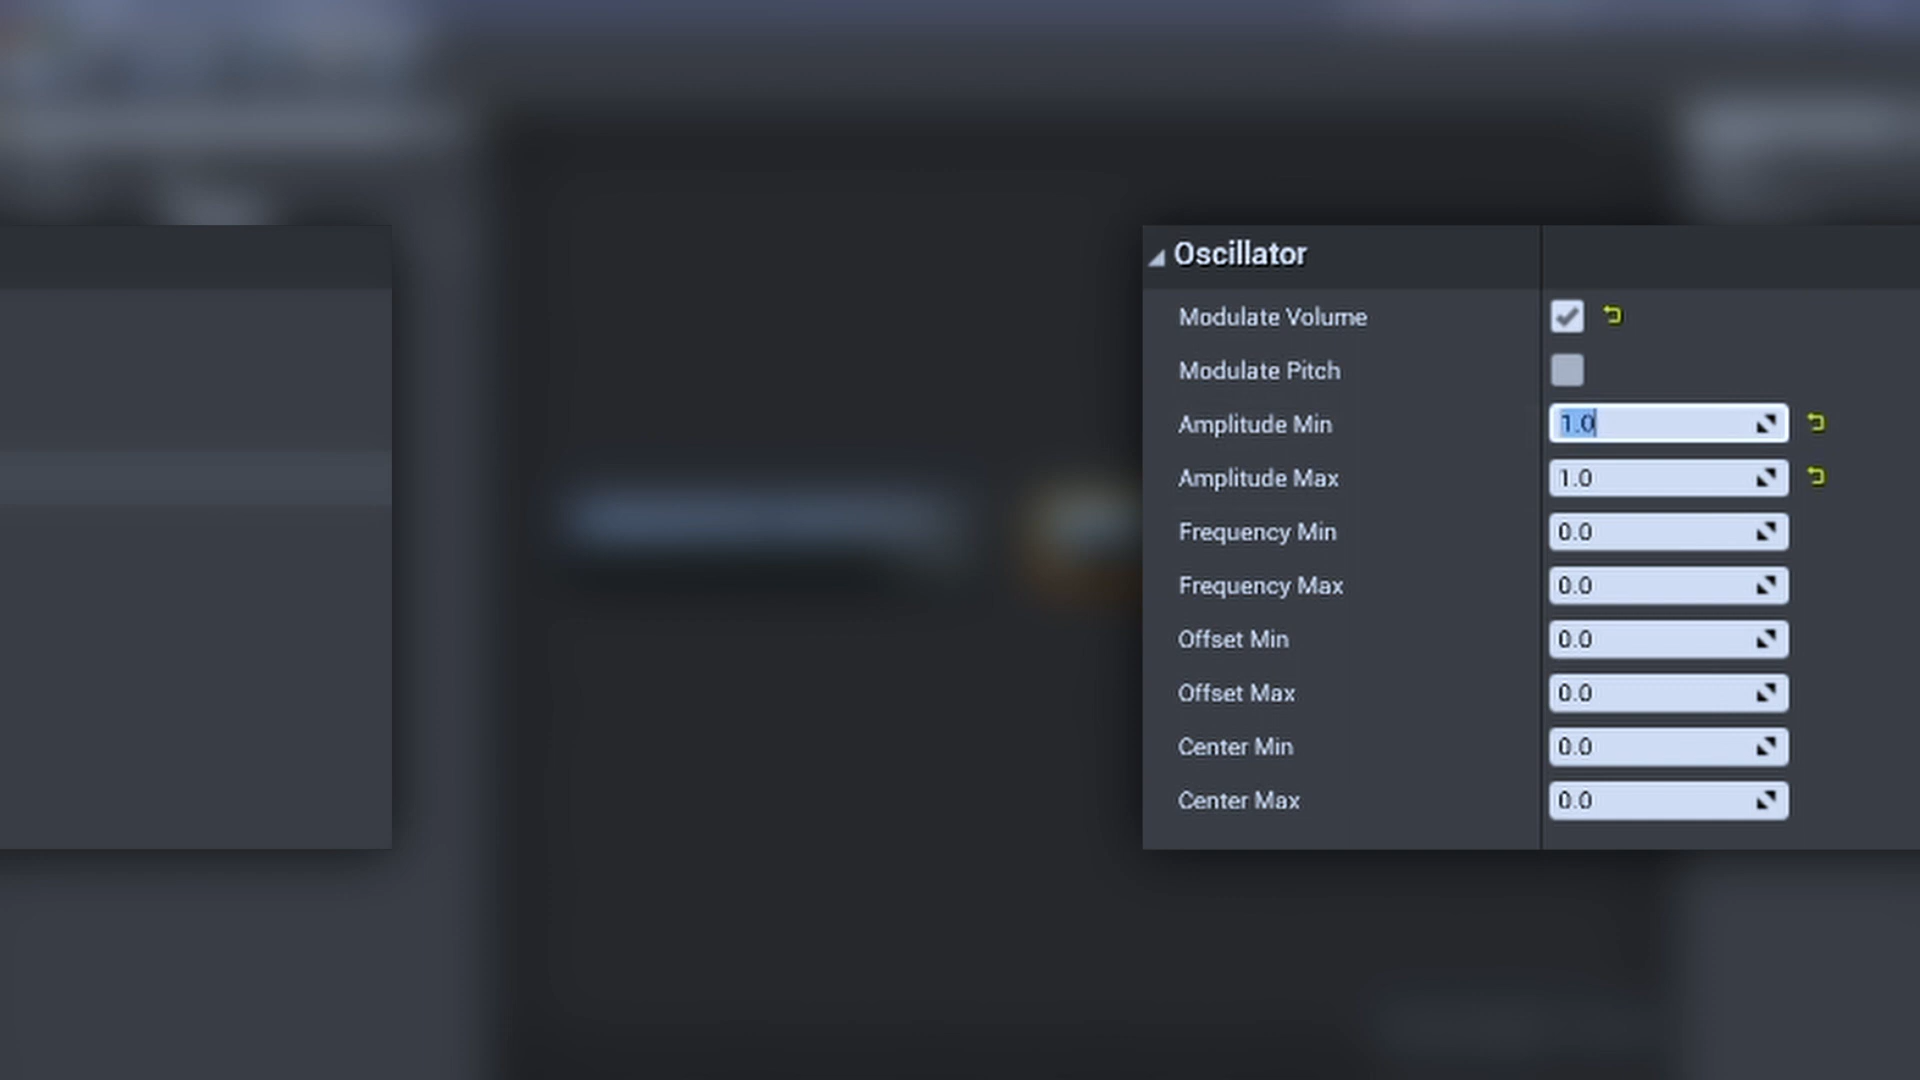 Oscillator
Modulate Volume
Modulate Pitch
Amplitude Min 1.0
Amplitude Max 1.0
Frequency Min 0.0
Frequency Max 0.0
Offset Min 0.0
Offset Max 0.0
Center Min 0.0
Center Max 0.0